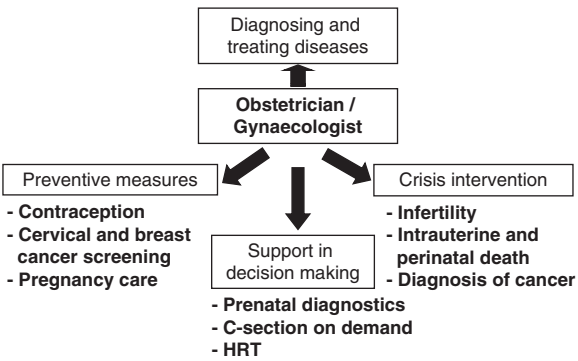 Diagnosing and
treating diseases
Obstetrician /
Gynaecologist
Preventive measures
- Contraception
- Cervical and breast
cancer screening
- Pregnancy care
Support in
decision making
- Prenatal diagnostics
- C-section on demand
- HRT
Crisis intervention
- Infertility
- Intrauterine and
perinatal death
- Diagnosis of cancer